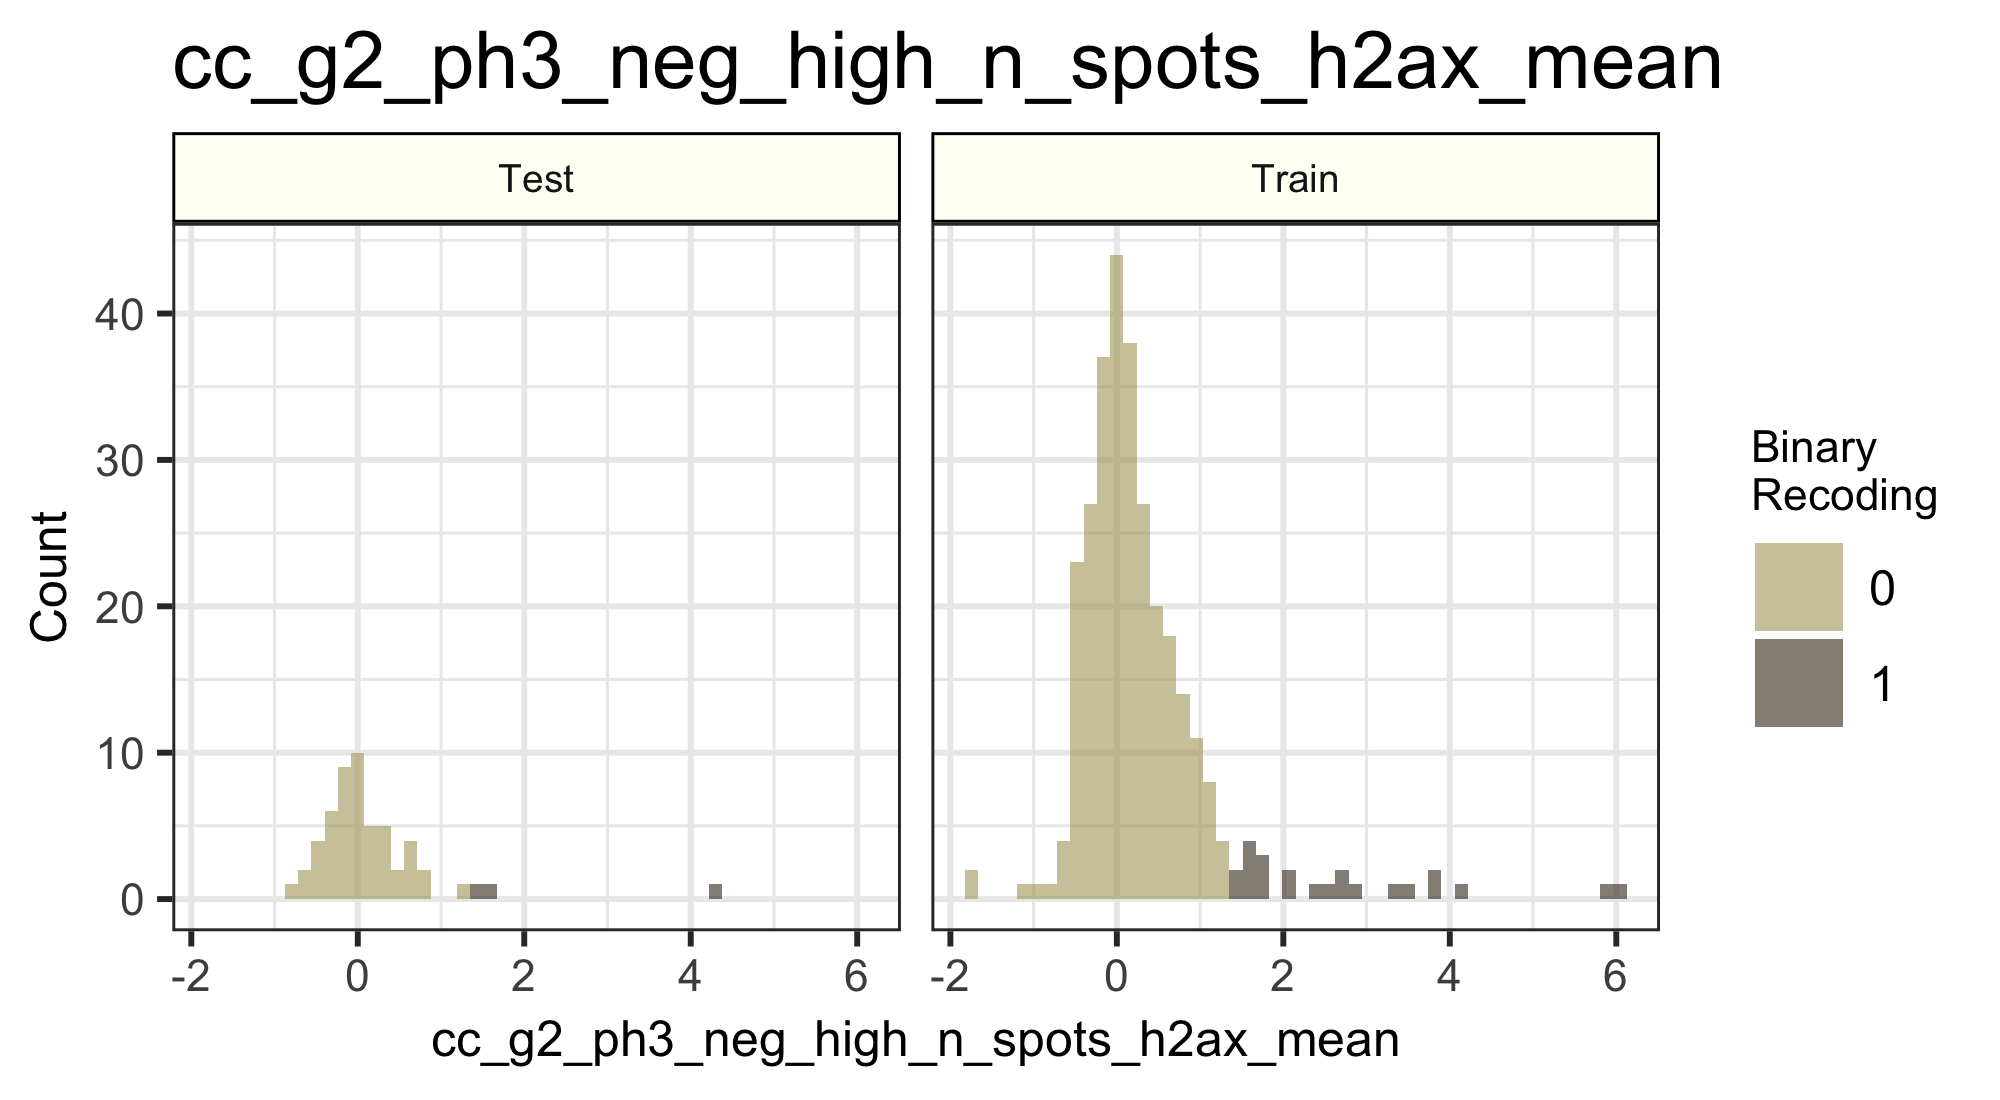 cc_g2_ph3_neg_high_n_spots_h2ax_mean
Test
Train
Count
40
30
20
10
0
-2 0 2 4 6
-2 0 2 4 6
cc_g2_ph3_neg_high_n_spots_h2ax_mean
Binary
Recoding
0
1